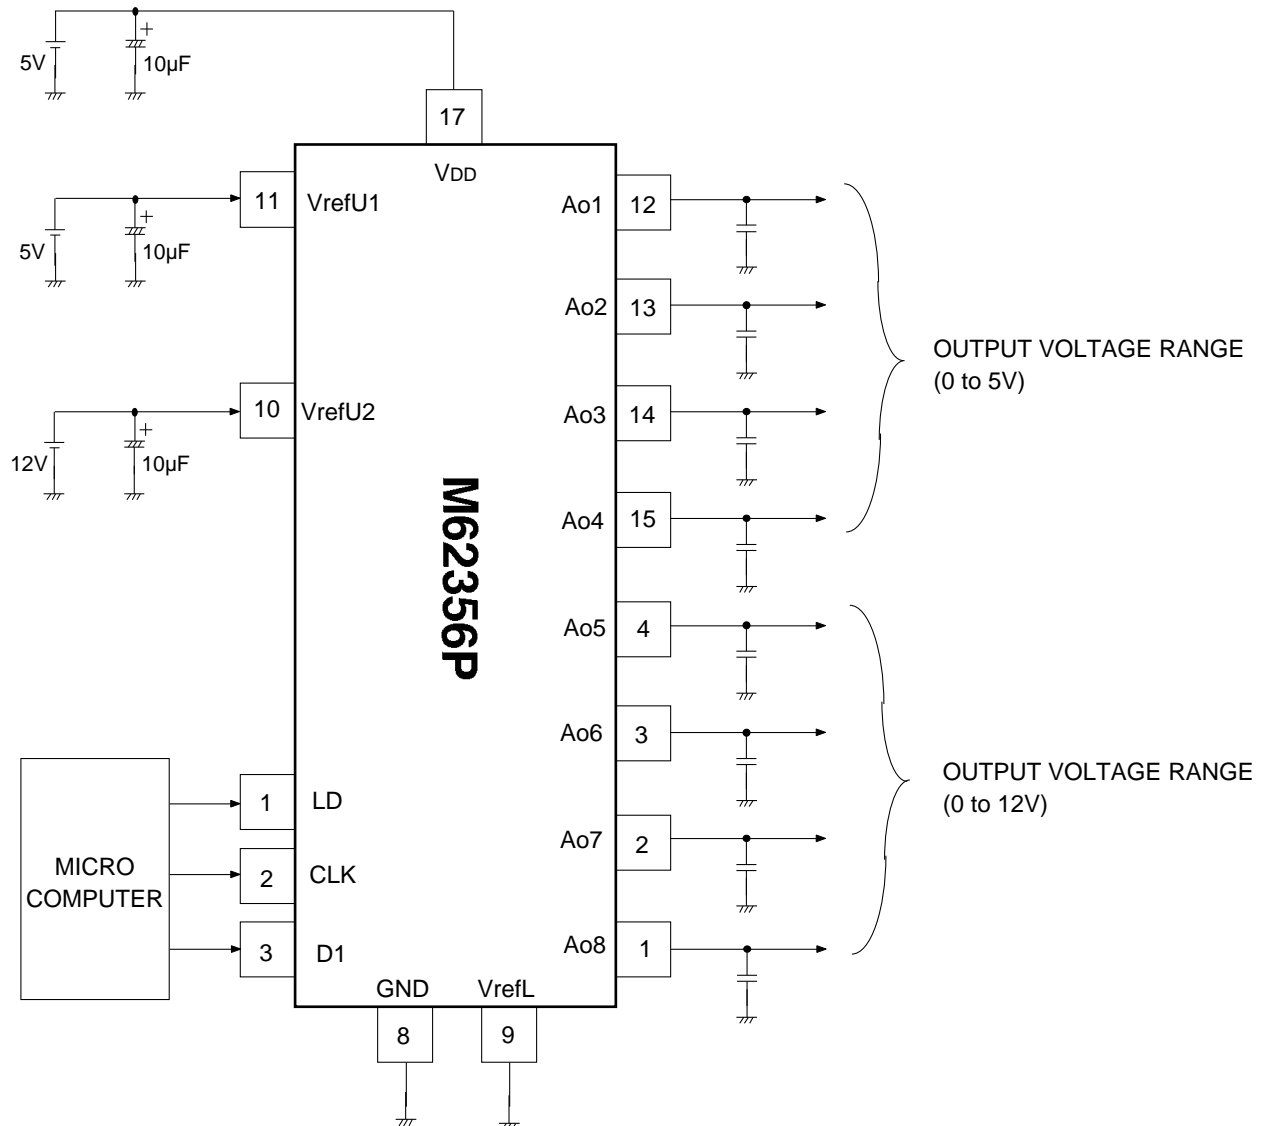 +
5V
10µF
17
VDD
11
VrefU1
+
5V
10µF
10
VrefU2
+
12V
10µF
M62356P
Ao1
12
Ao2
13
Ao3
14
Ao4
15
OUTPUT VOLTAGE RANGE
(0 to 5V)
Ao5
4
Ao6
3
Ao7
2
Ao8
1
OUTPUT VOLTAGE RANGE
(0 to 12V)
MICRO
COMPUTER
1
LD
2
CLK
3
D1
GND
VrefL
8
9